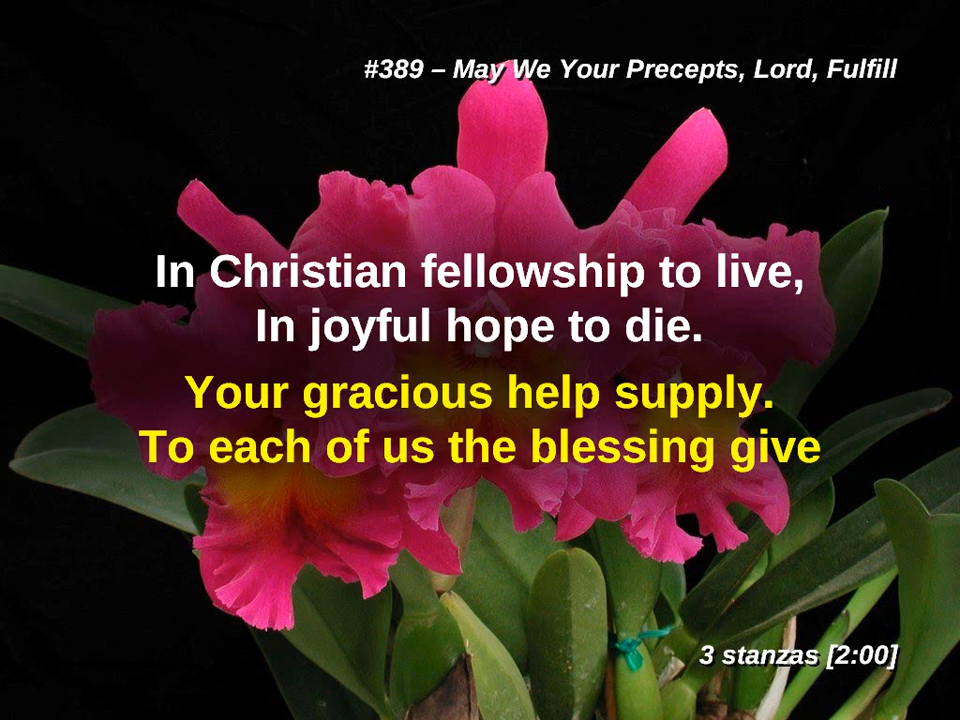 #389 – May We Your Precepts, Lord, Fulfill
In Christian fellowship to live,
In joyful hope to die.
Your gracious help supply.
To each of us the blessing give
3 stanzas [2:00]